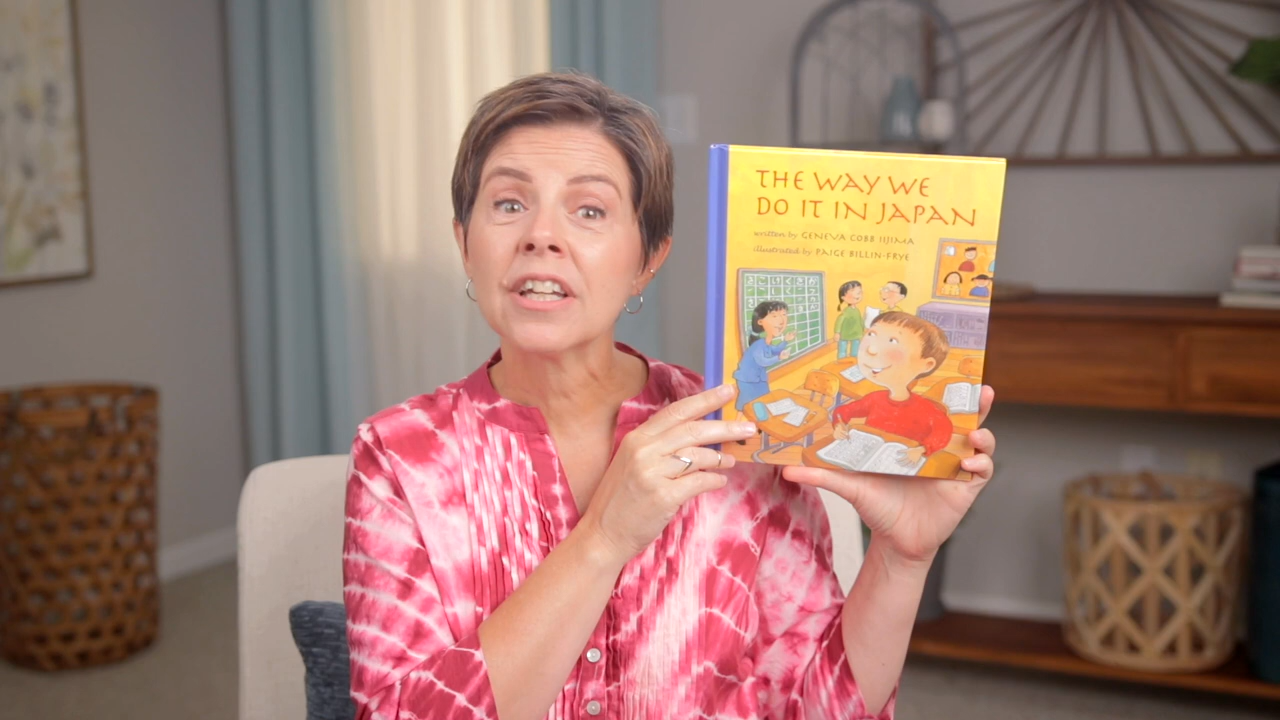 THE WAY WE
DO IT IN JAPAN
written by GENEVA COBB IIJIMA
illustrated by PAIGE BILLIN-FRYE